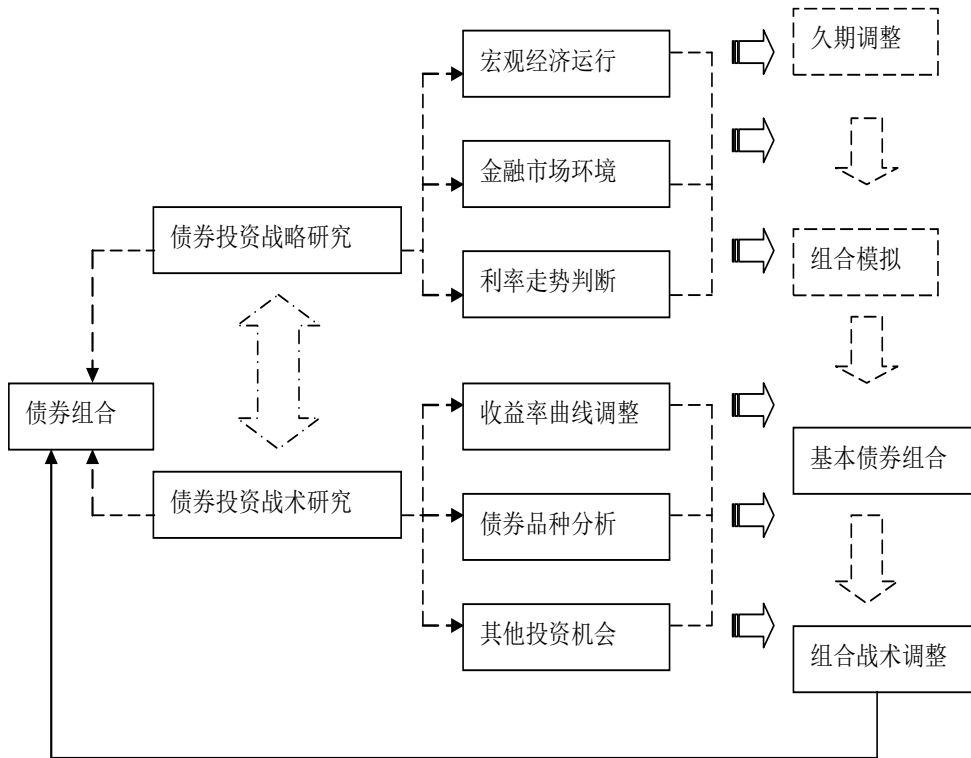 宏观经济运行
久期调整
金融市场环境
债券投资战略研究
组合模拟
利率走势判断
债券组合
收益率曲线调整
基本债券组合
债券投资战术研究
债券品种分析
其他投资机会
组合战术调整